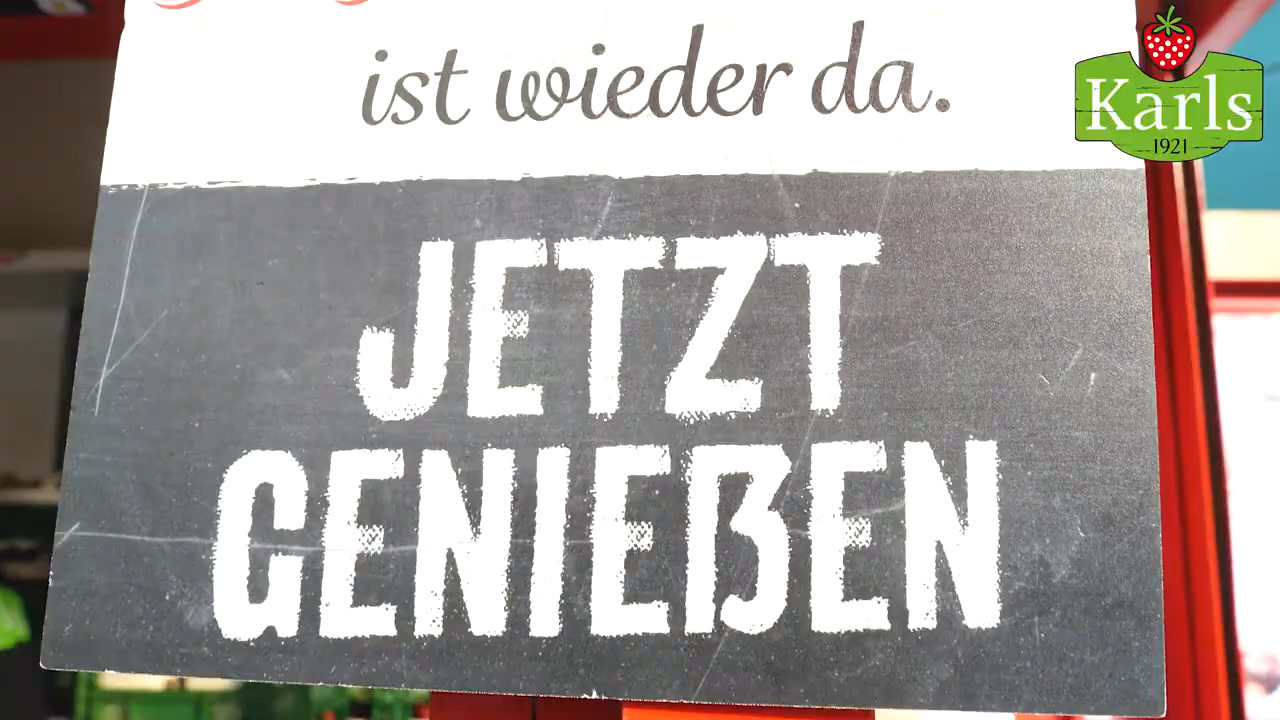 ist wieder da.
Karls
1921
JETZT
GENIEẞEN